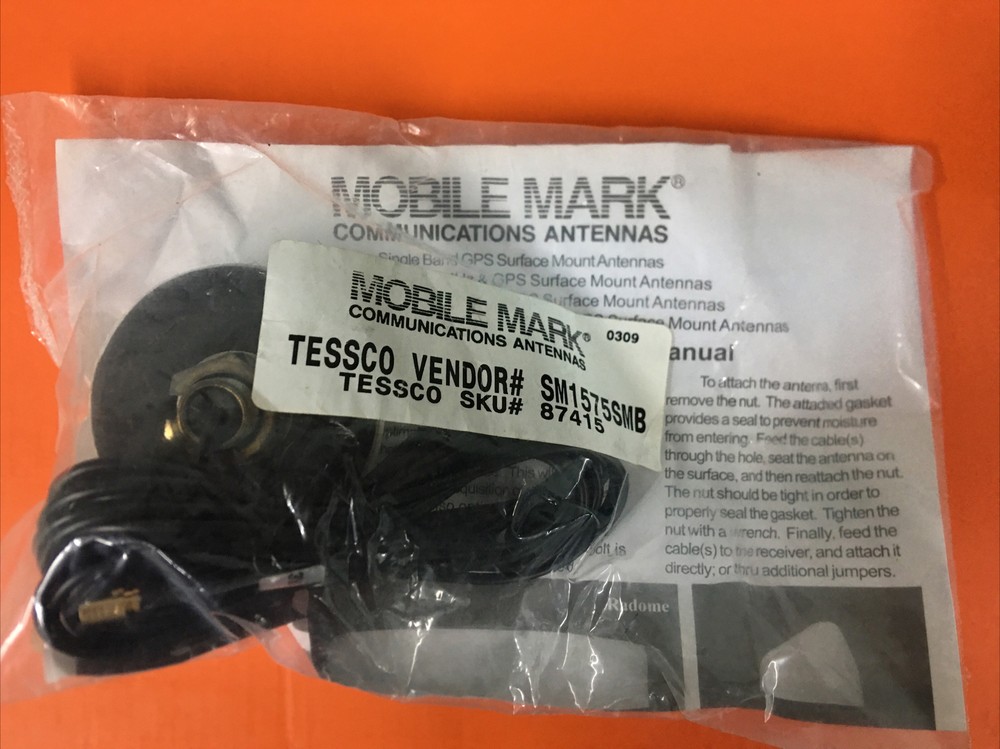 MOBILE MARK®
COMMUNICATIONS ANTENNAS
Single Band GPS Surface Mount Antennas
& GPS Surface Mount Antennas
Surface Mount Antennas
Surface Mount Antennas
MOBILE MARK®
COMMUNICATIONS ANTENNAS
0309
TESSCO VENDOR# SM1575SMB
TESSCO SKU# 87415
anual
To attach the antenna, first
remove the nut. The attached gasket
provides a seal to prevent moisture
from entering. Feed the cable(s)
through the hole, seat the antenna on
the surface, and then reattach the nut.
The nut should be tight in order to
properly seal the gasket. Tighten the
nut with a wrench. Finally, feed the
cable(s) to the receiver, and attach it
directly; or thru additional jumpers.
This
is
Radome